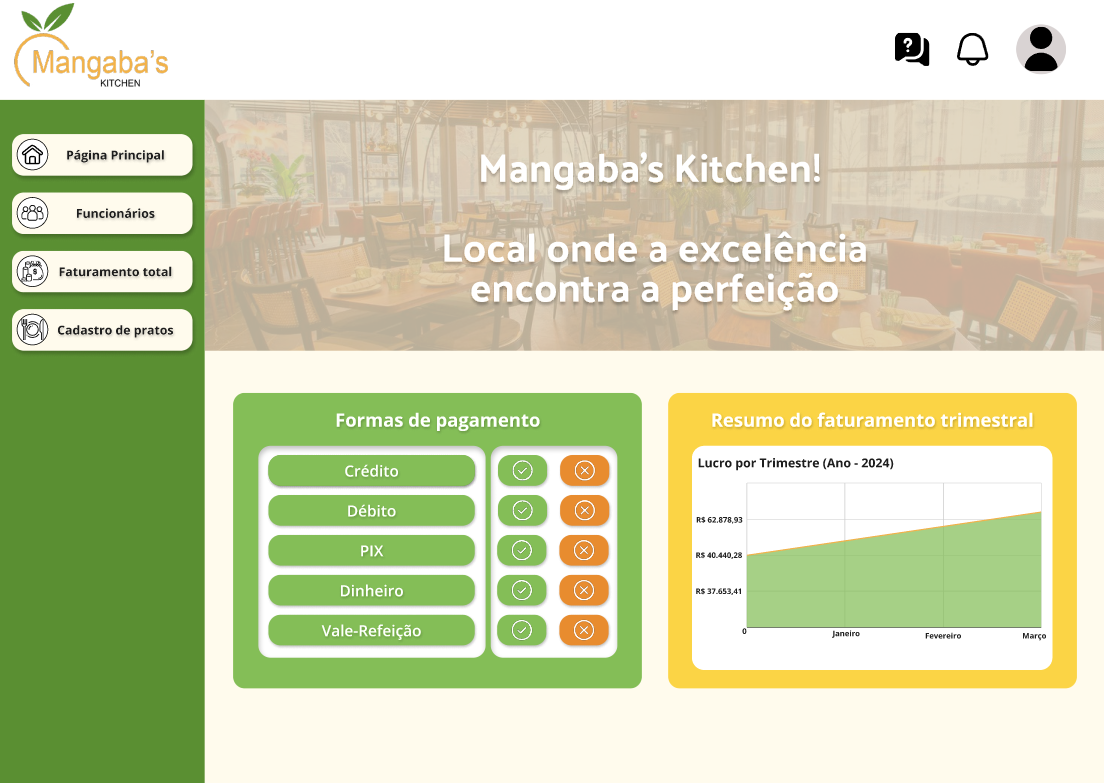 Mangaba's
KITCHEN
?
Página Principal
Funcionários
Faturamento total
Cadastro de pratos
Mangaba's Kitchen!
Local onde a excelência
encontra a perfeição
Formas de pagamento
Crédito
Débito
PIX
Dinheiro
Vale-Refeição
Resumo do faturamento trimestral
Lucro por Trimestre (Ano - 2024)
R$ 62.878,93
R$ 40.440,28
R$ 37.653,41
0
Janeiro
Fevereiro
Março